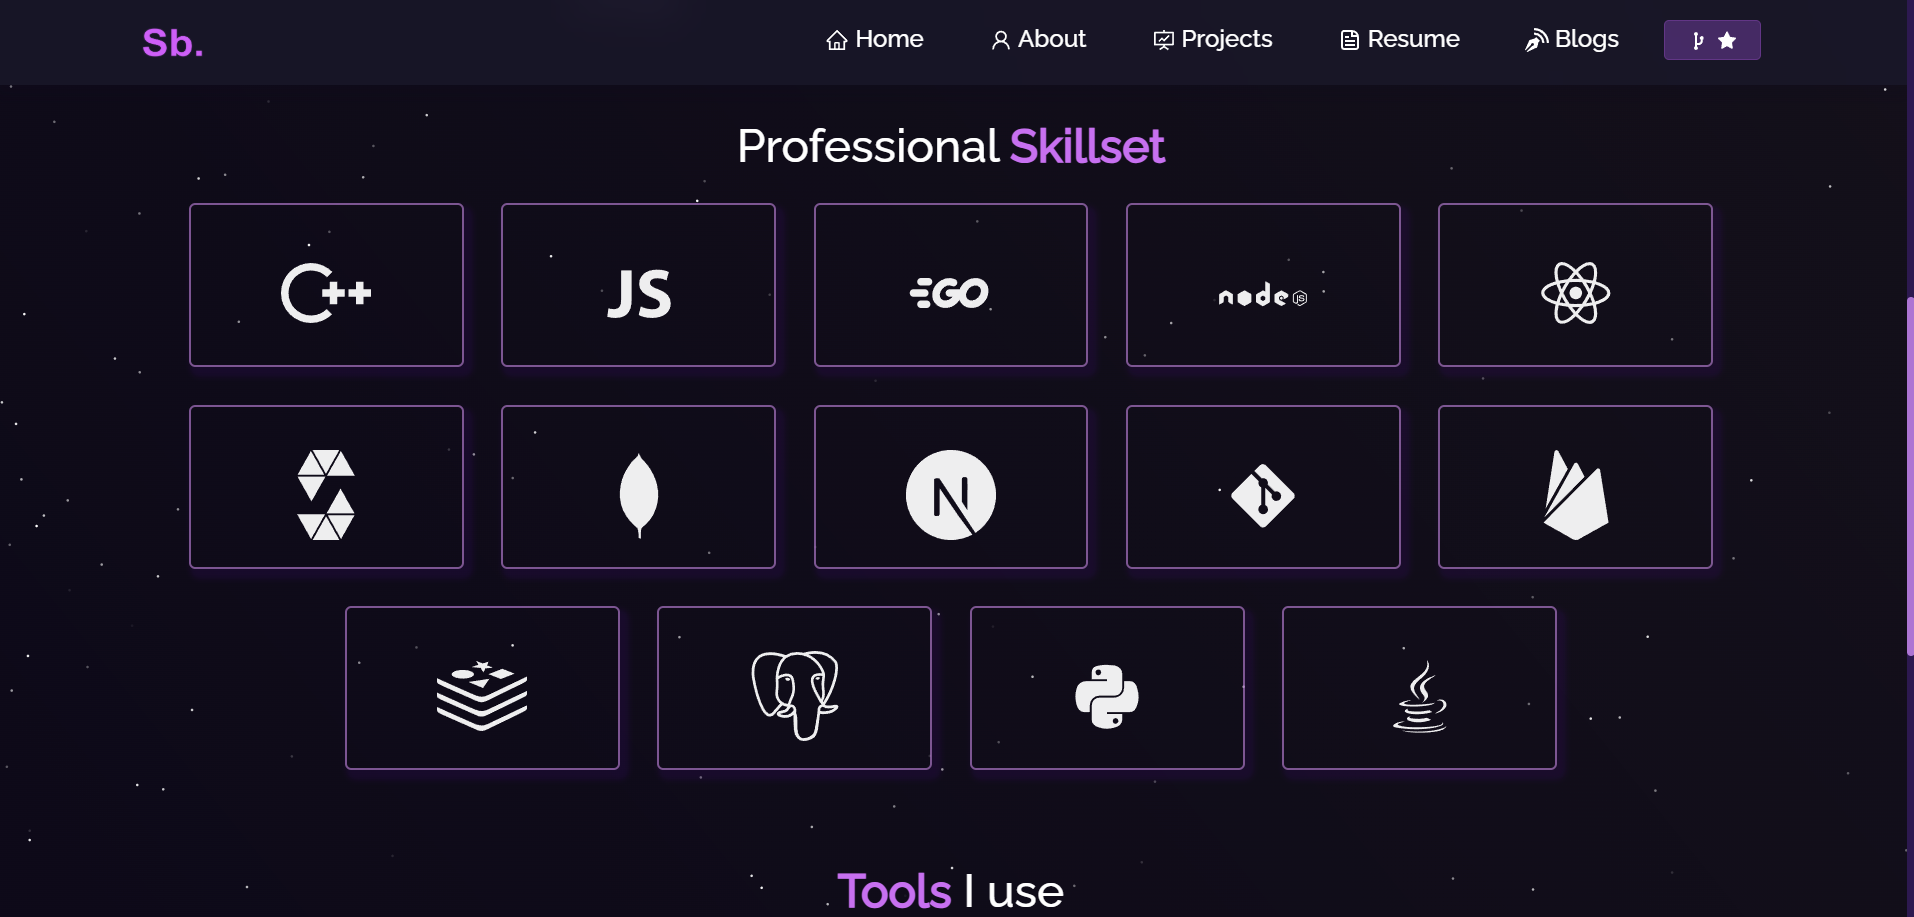 Sb.
Home About Projects Resume Blogs
Professional Skillset
C++ JS GO node JS
N
Tools I use